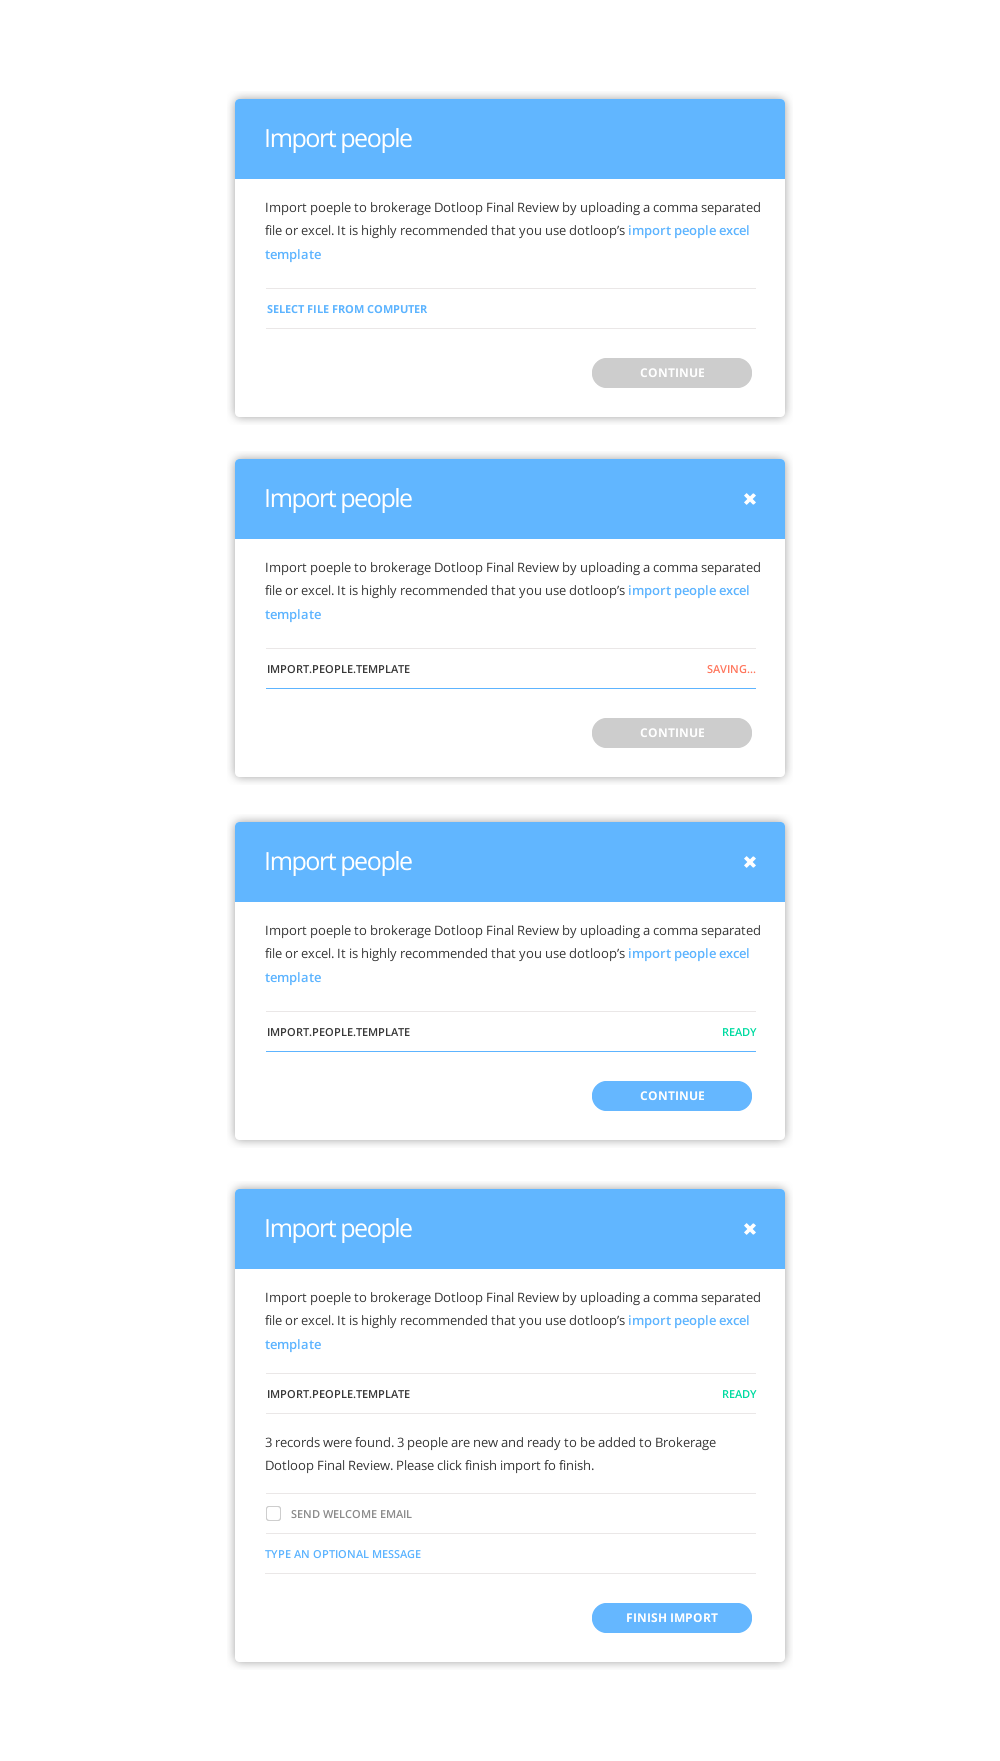 Import people
Import poeple to brokerage Dotloop Final Review by uploading a comma separated
file or excel. It is highly recommended that you use dotloop’s import people excel
template
SELECT FILE FROM COMPUTER
CONTINUE
Import people
Import poeple to brokerage Dotloop Final Review by uploading a comma separated
file or excel. It is highly recommended that you use dotloop’s import people excel
template
IMPORT.PEOPLE.TEMPLATE SAVING...
CONTINUE
Import people
Import poeple to brokerage Dotloop Final Review by uploading a comma separated
file or excel. It is highly recommended that you use dotloop’s import people excel
template
IMPORT.PEOPLE.TEMPLATE READY
CONTINUE
Import people
Import poeple to brokerage Dotloop Final Review by uploading a comma separated
file or excel. It is highly recommended that you use dotloop’s import people excel
template
IMPORT.PEOPLE.TEMPLATE READY
3 records were found. 3 people are new and ready to be added to Brokerage
Dotloop Final Review. Please click finish import fo finish.
SEND WELCOME EMAIL
TYPE AN OPTIONAL MESSAGE
FINISH IMPORT